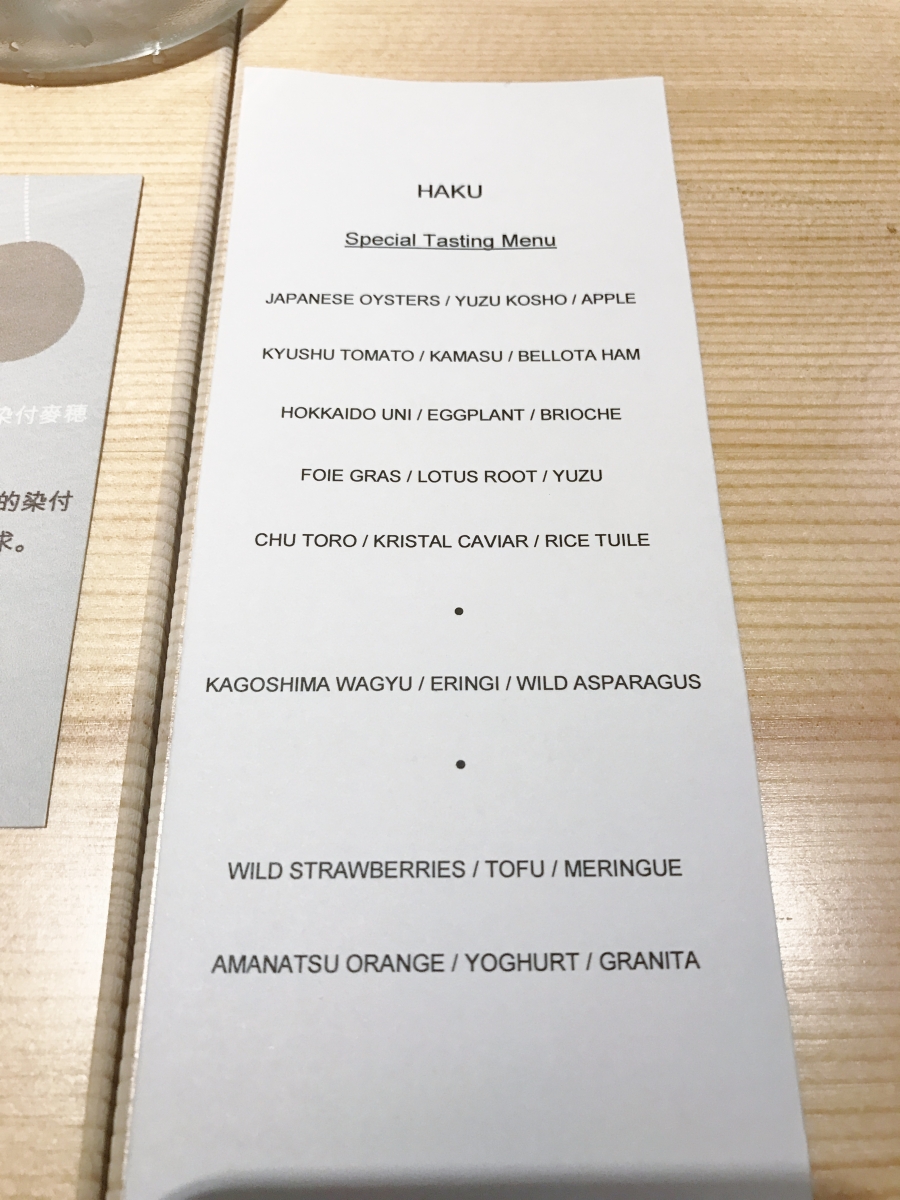 HAKU
Special Tasting Menu
JAPANESE OYSTERS / YUZU KOSHO / APPLE
KYUSHU TOMATO / KAMASU / BELLOTA HAM
HOKKAIDO UNI / EGGPLANT / BRIOCHE
FOIE GRAS / LOTUS ROOT / YUZU
CHU TORO / KRISTAL CAVIAR / RICE TUILE
•
KAGOSHIMA WAGYU / ERINGI / WILD ASPARAGUS
•
WILD STRAWBERRIES / TOFU / MERINGUE
AMANATSU ORANGE / YOGHURT / GRANITA
染付麥穗
的染付
求。